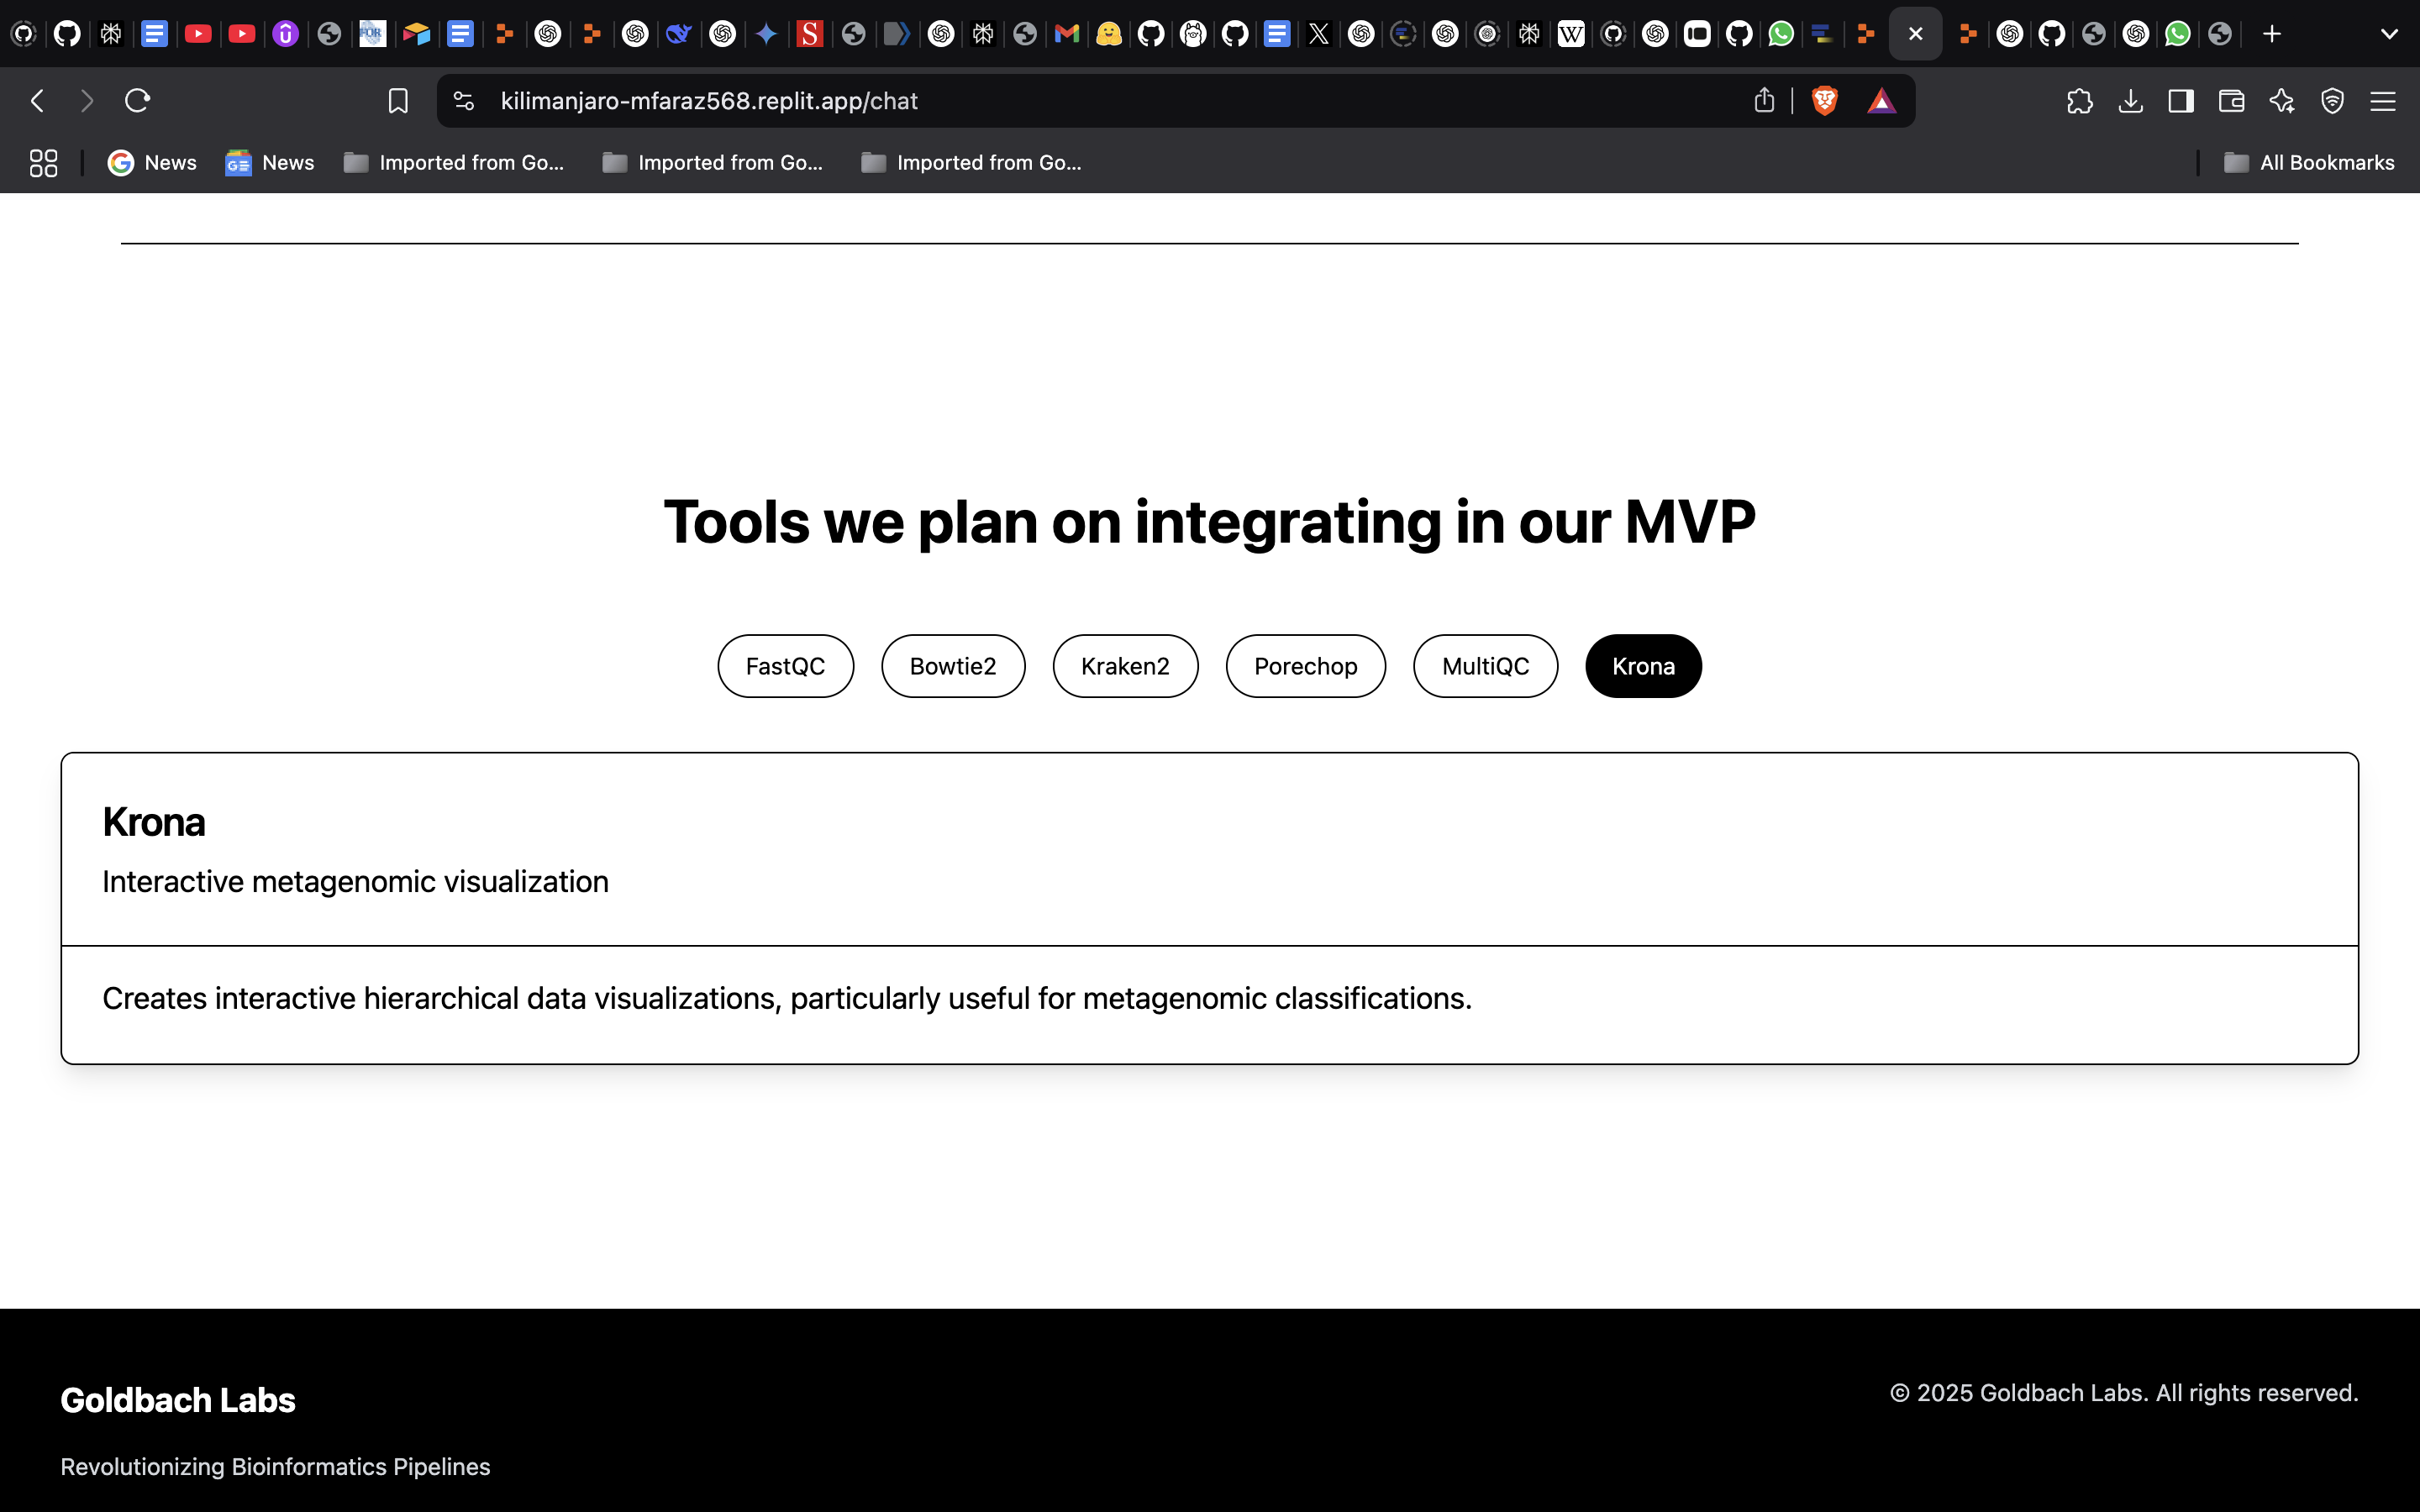 kilimanjaro-mfaraz568.replit.app/chat
News
News
Imported from Go...
Imported from Go...
Imported from Go...
All Bookmarks
Tools we plan on integrating in our MVP
FastQC
Bowtie2
Kraken2
Porechop
MultiQC
Krona
Krona
Interactive metagenomic visualization
Creates interactive hierarchical data visualizations, particularly useful for metagenomic classifications.
Goldbach Labs
© 2025 Goldbach Labs. All rights reserved.
Revolutionizing Bioinformatics Pipelines